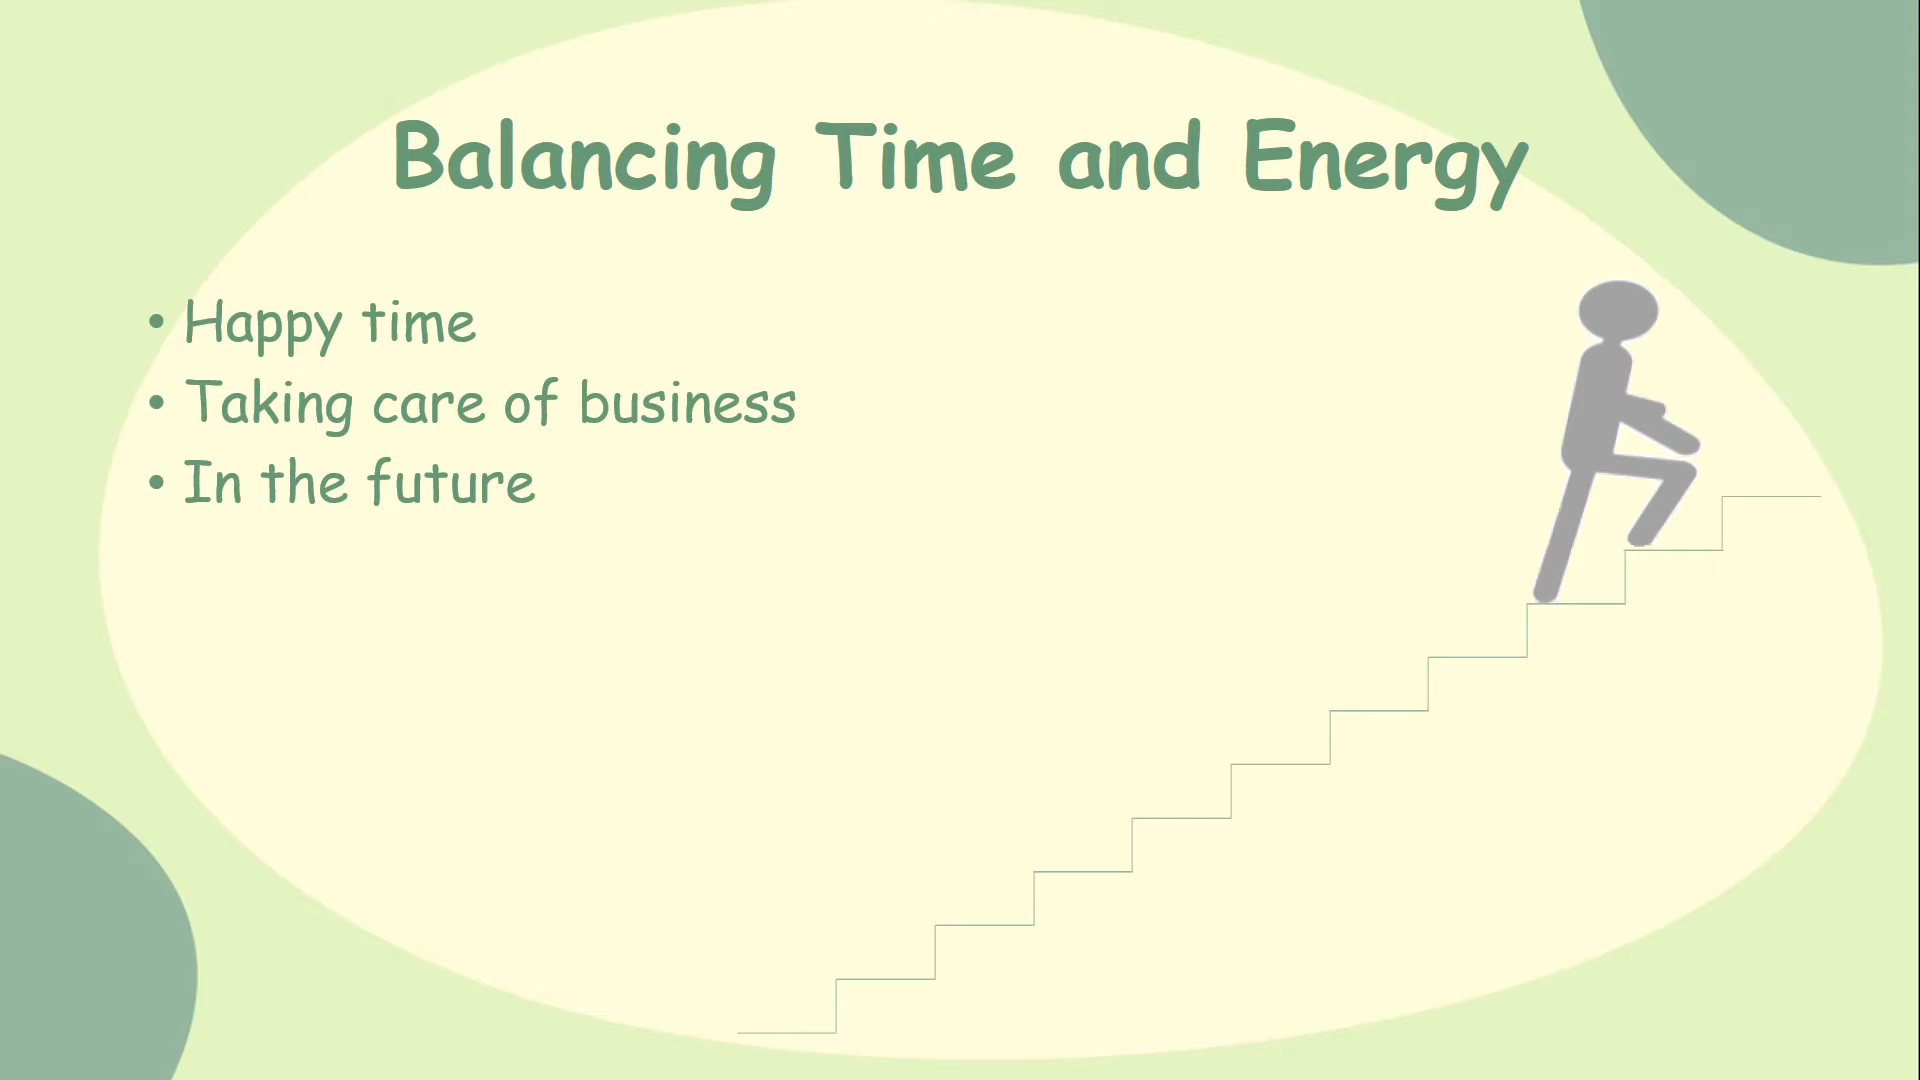 Balancing Time and Energy
• Happy time
• Taking care of business
• In the future